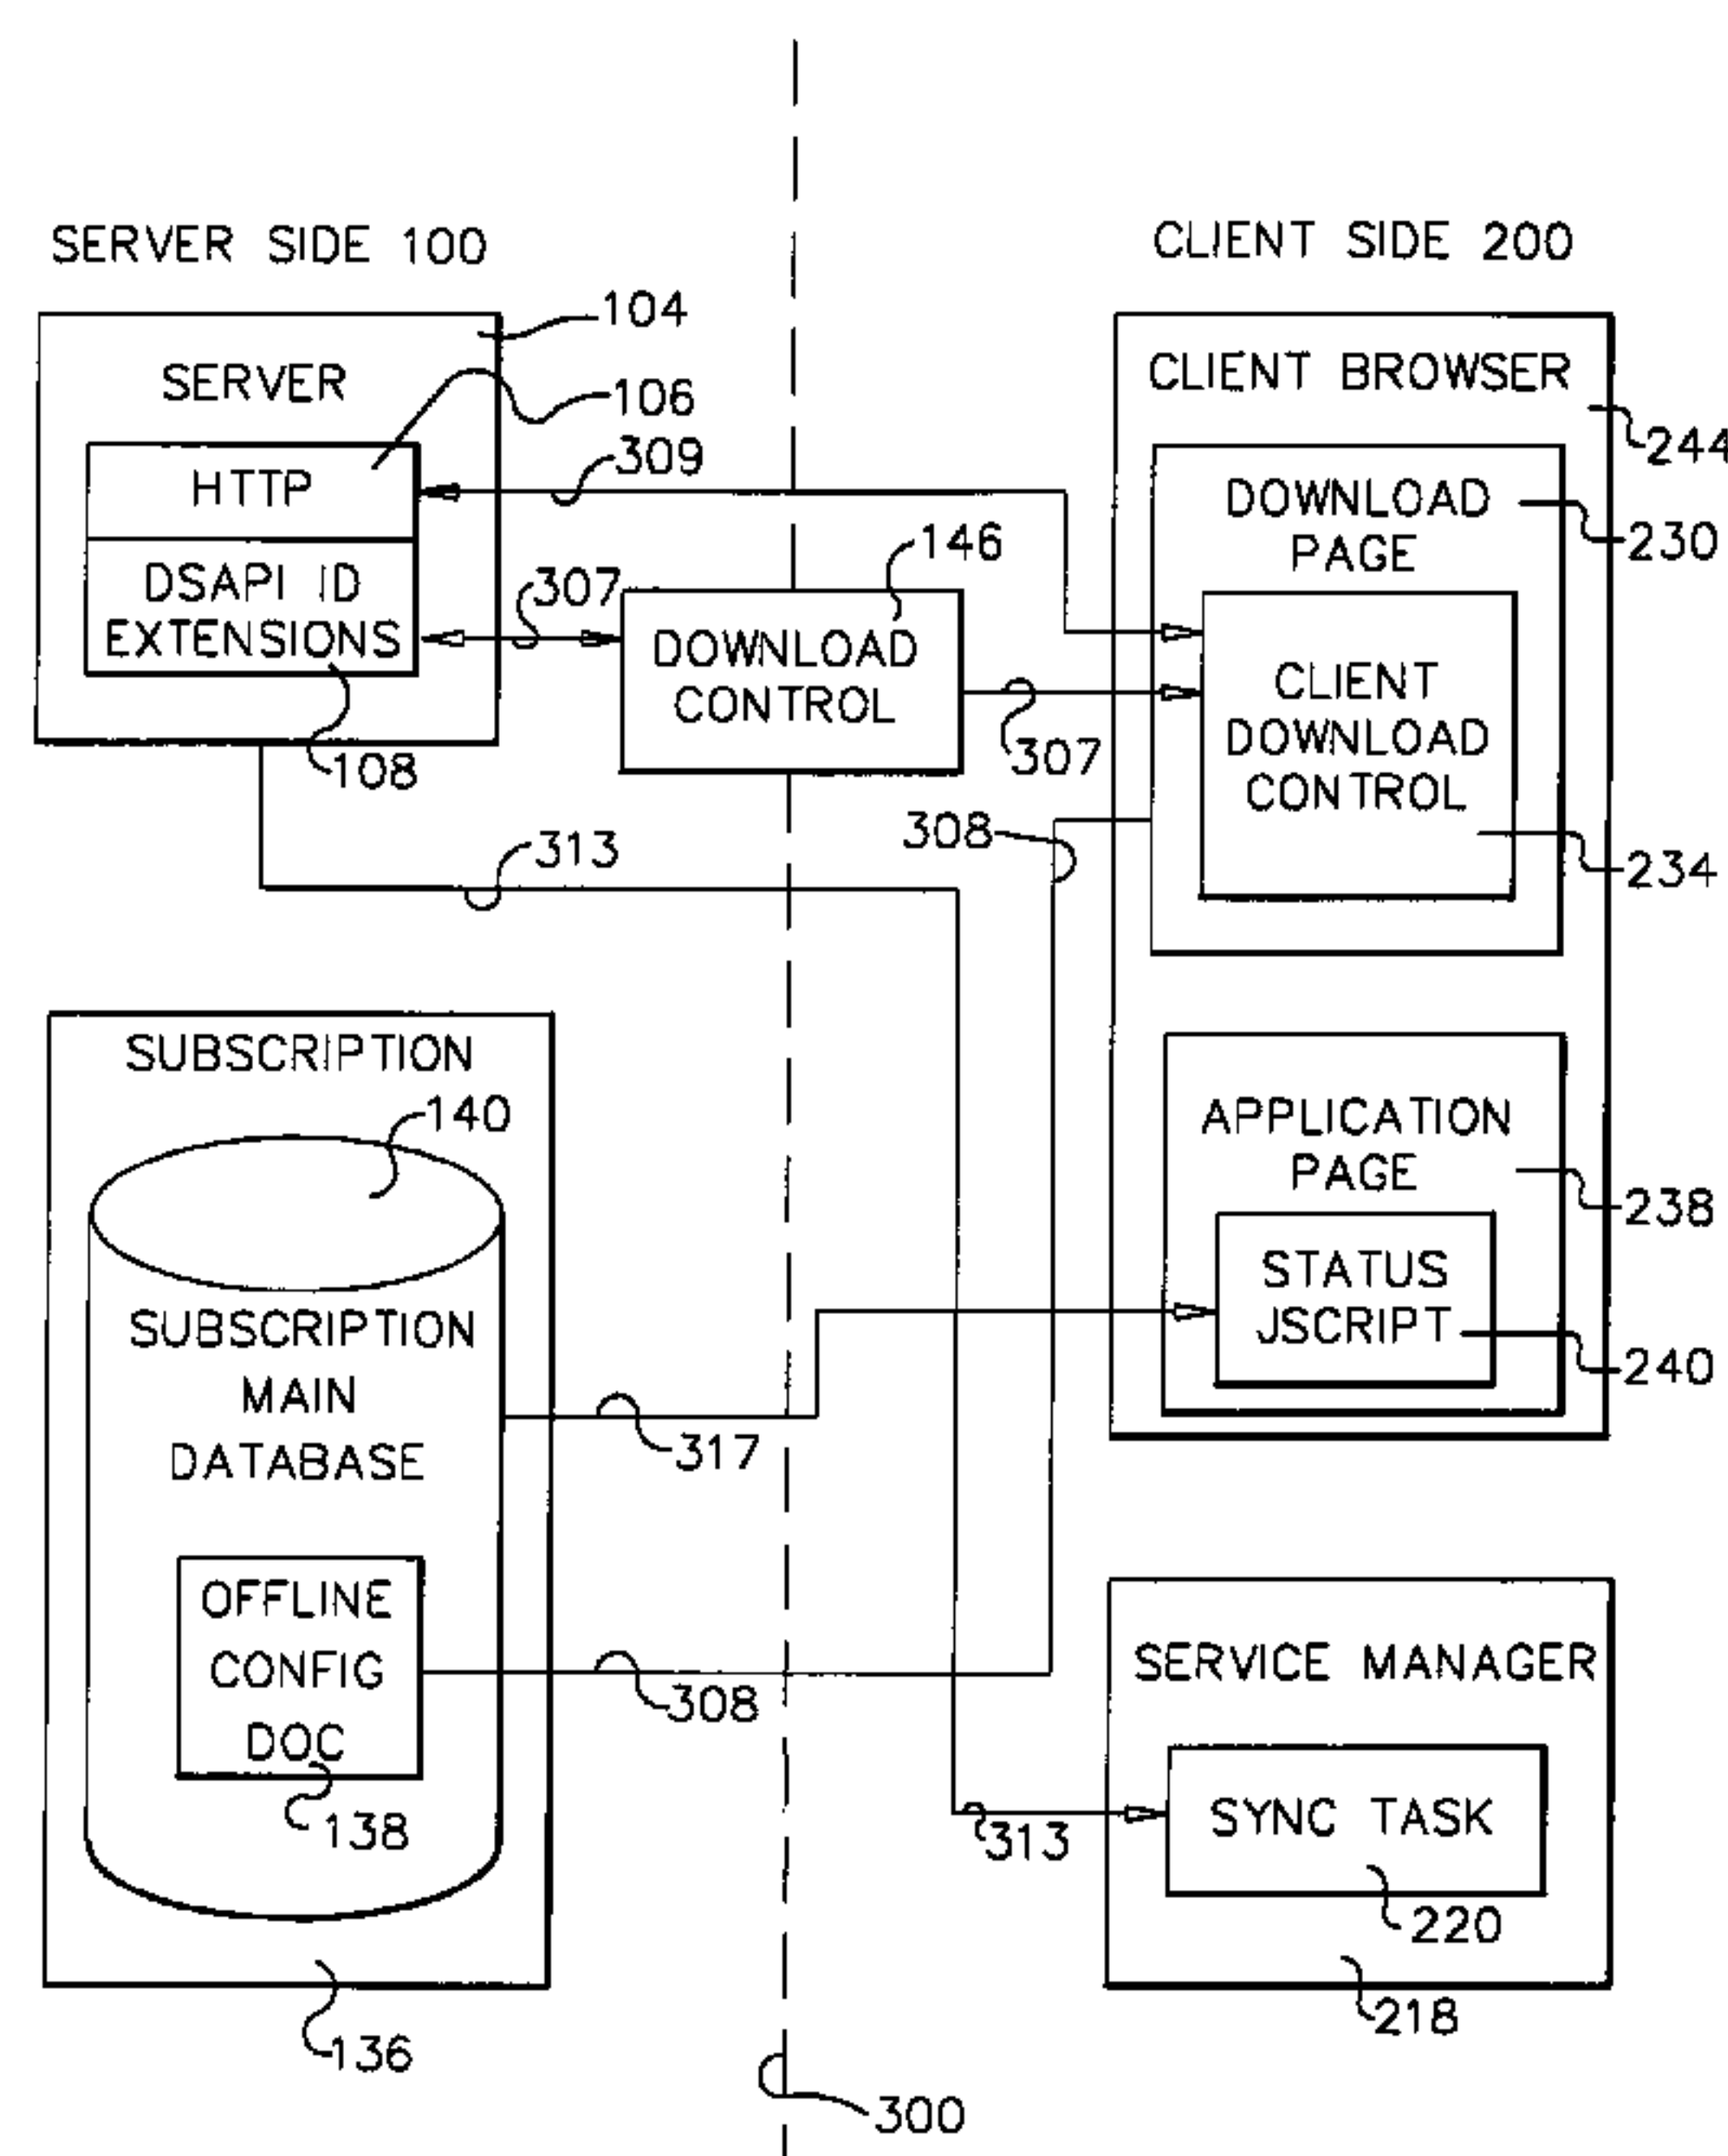 SERVER SIDE 100
CLIENT SIDE 200
104
SERVER
106
HTTP
309
DSAPI ID
EXTENSIONS
108
307
146
DOWNLOAD
CONTROL
307
313
308
CLIENT BROWSER
244
DOWNLOAD
PAGE
230
CLIENT
DOWNLOAD
CONTROL
234
SUBSCRIPTION
140
SUBSCRIPTION
MAIN
DATABASE
317
OFFLINE
CONFIG
DOC
308
138
136
APPLICATION
PAGE
238
STATUS
JSCRIPT
240
SERVICE MANAGER
SYNC TASK
313
220
218
300